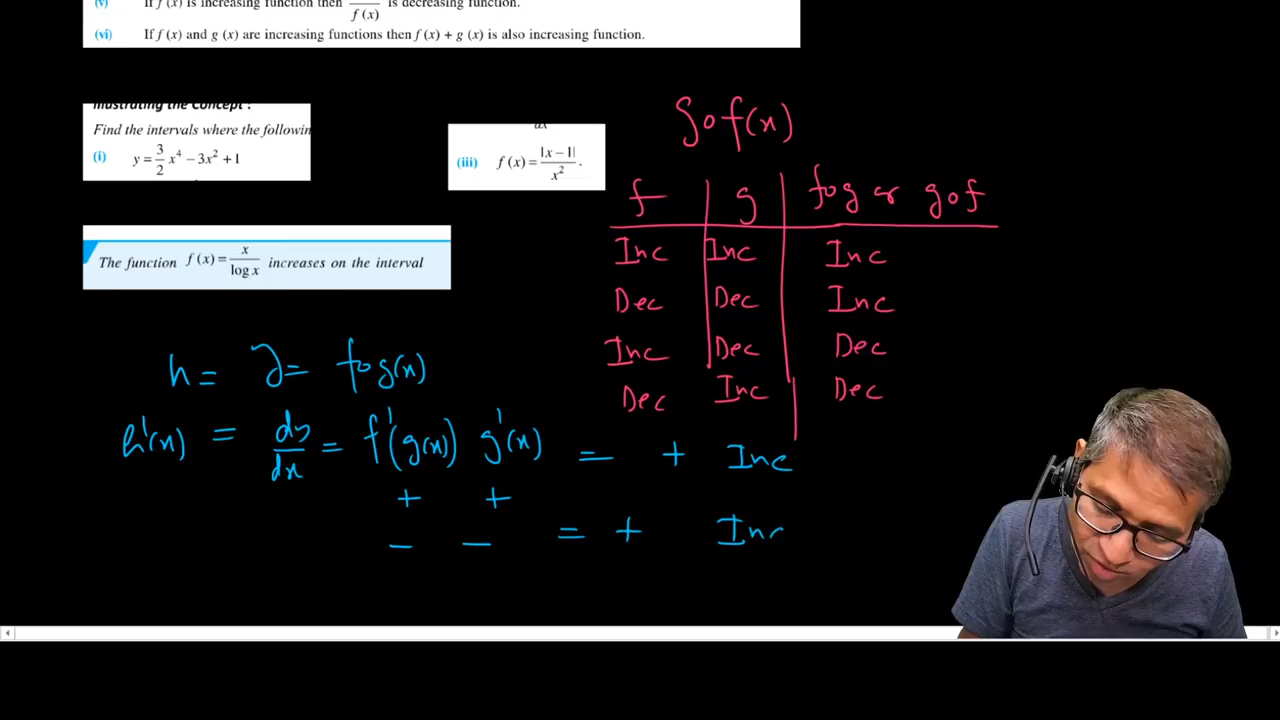 (v) If f (x) is increasing function then 1/f (x) is decreasing function.
(vi) If f (x) and g (x) are increasing functions then f (x) + g (x) is also increasing function.
Illustrating the Concept :
Find the intervals where the followin
(i) y = 3/2 x⁴ − 3x² + 1
dx
(iii) f (x) = |x − 1| / x² .
The function f (x) = x / log x increases on the interval
gof(x)
f | g | fog or gof
Inc | Inc | Inc
Dec | Dec | Inc
Inc | Dec | Dec
Dec | Inc | Dec
h = y = fog(x)
h'(x) = dy/dx = f'(g(x)) g'(x) = + Inc
+ +
− − = + Inc